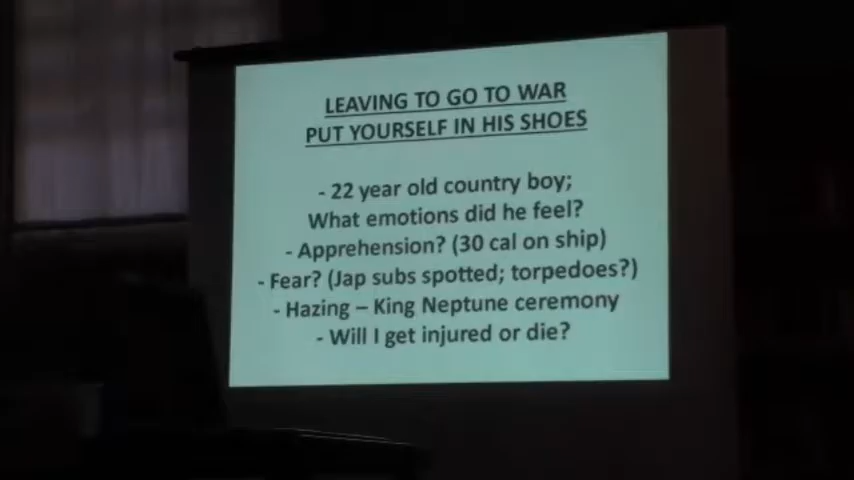 LEAVING TO GO TO WAR
PUT YOURSELF IN HIS SHOES
- 22 year old country boy;
What emotions did he feel?
- Apprehension? (30 cal on ship)
- Fear? (Jap subs spotted; torpedoes?)
- Hazing – King Neptune ceremony
- Will I get injured or die?